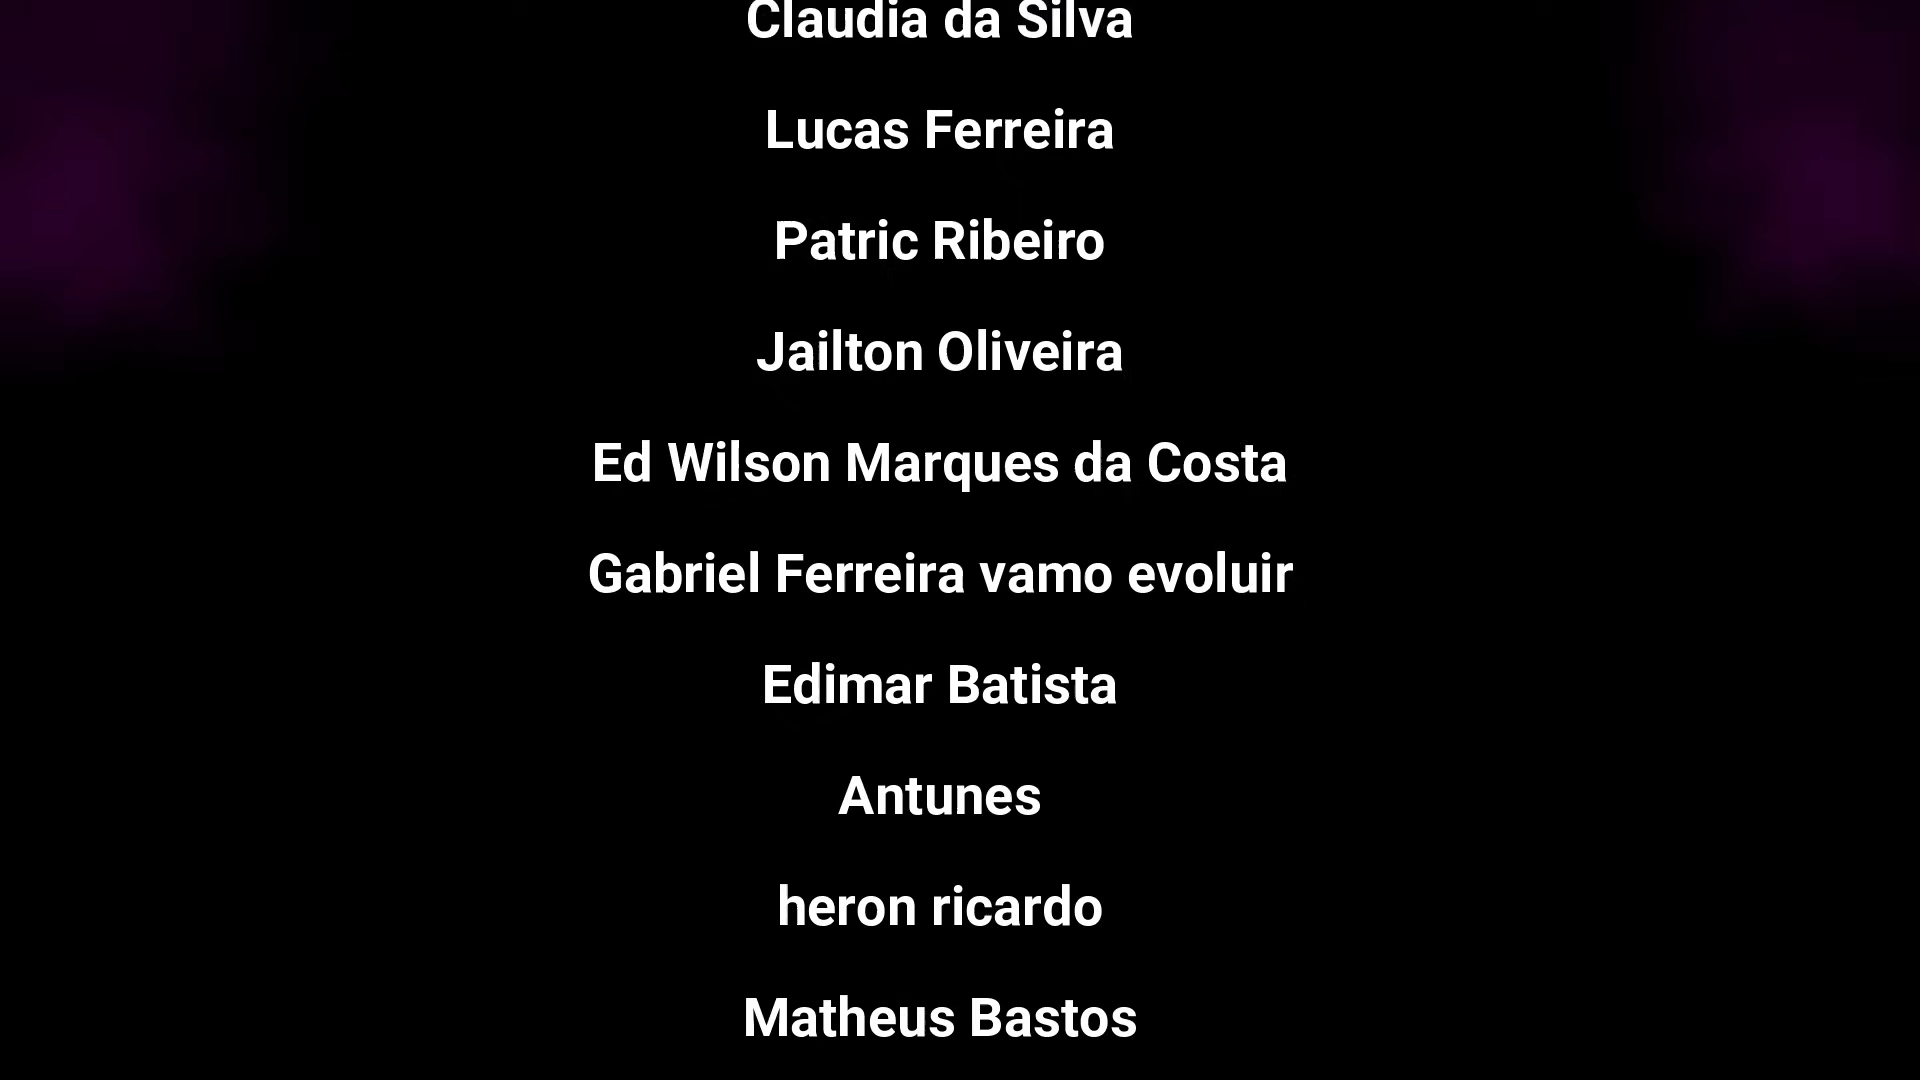 Claudia da Silva
Lucas Ferreira
Patric Ribeiro
Jailton Oliveira
Ed Wilson Marques da Costa
Gabriel Ferreira vamo evoluir
Edimar Batista
Antunes
heron ricardo
Matheus Bastos